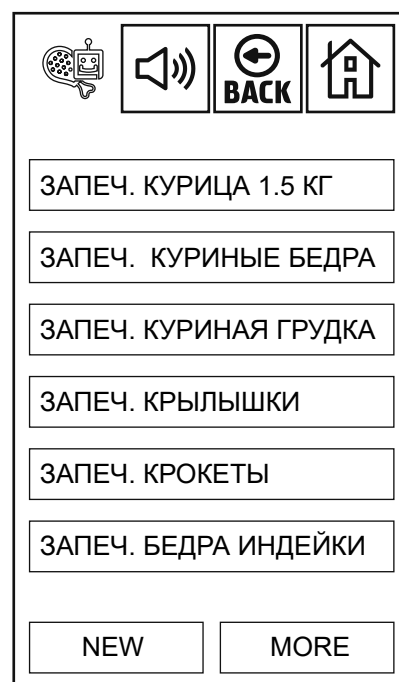 BACK
ЗАПЕЧ. КУРИЦА 1.5 КГ
ЗАПЕЧ. КУРИНЫЕ БЕДРА
ЗАПЕЧ. КУРИНАЯ ГРУДКА
ЗАПЕЧ. КРЫЛЫШКИ
ЗАПЕЧ. КРОКЕТЫ
ЗАПЕЧ. БЕДРА ИНДЕЙКИ
NEW MORE